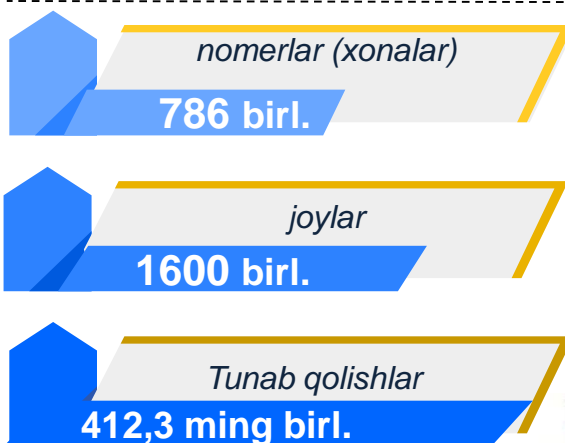 nomerlar (xonalar)
786 birl.
joylar
1600 birl.
Tunab qolishlar
412,3 ming birl.